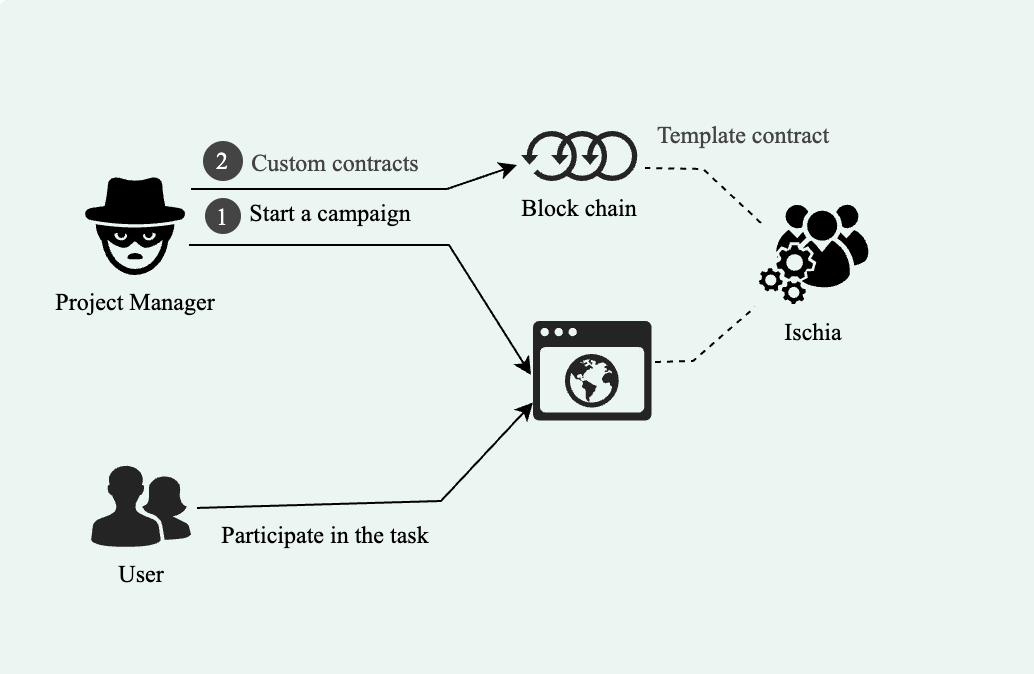 Template contract
2 Custom contracts
Block chain
1 Start a campaign
Project Manager
Ischia
Participate in the task
User